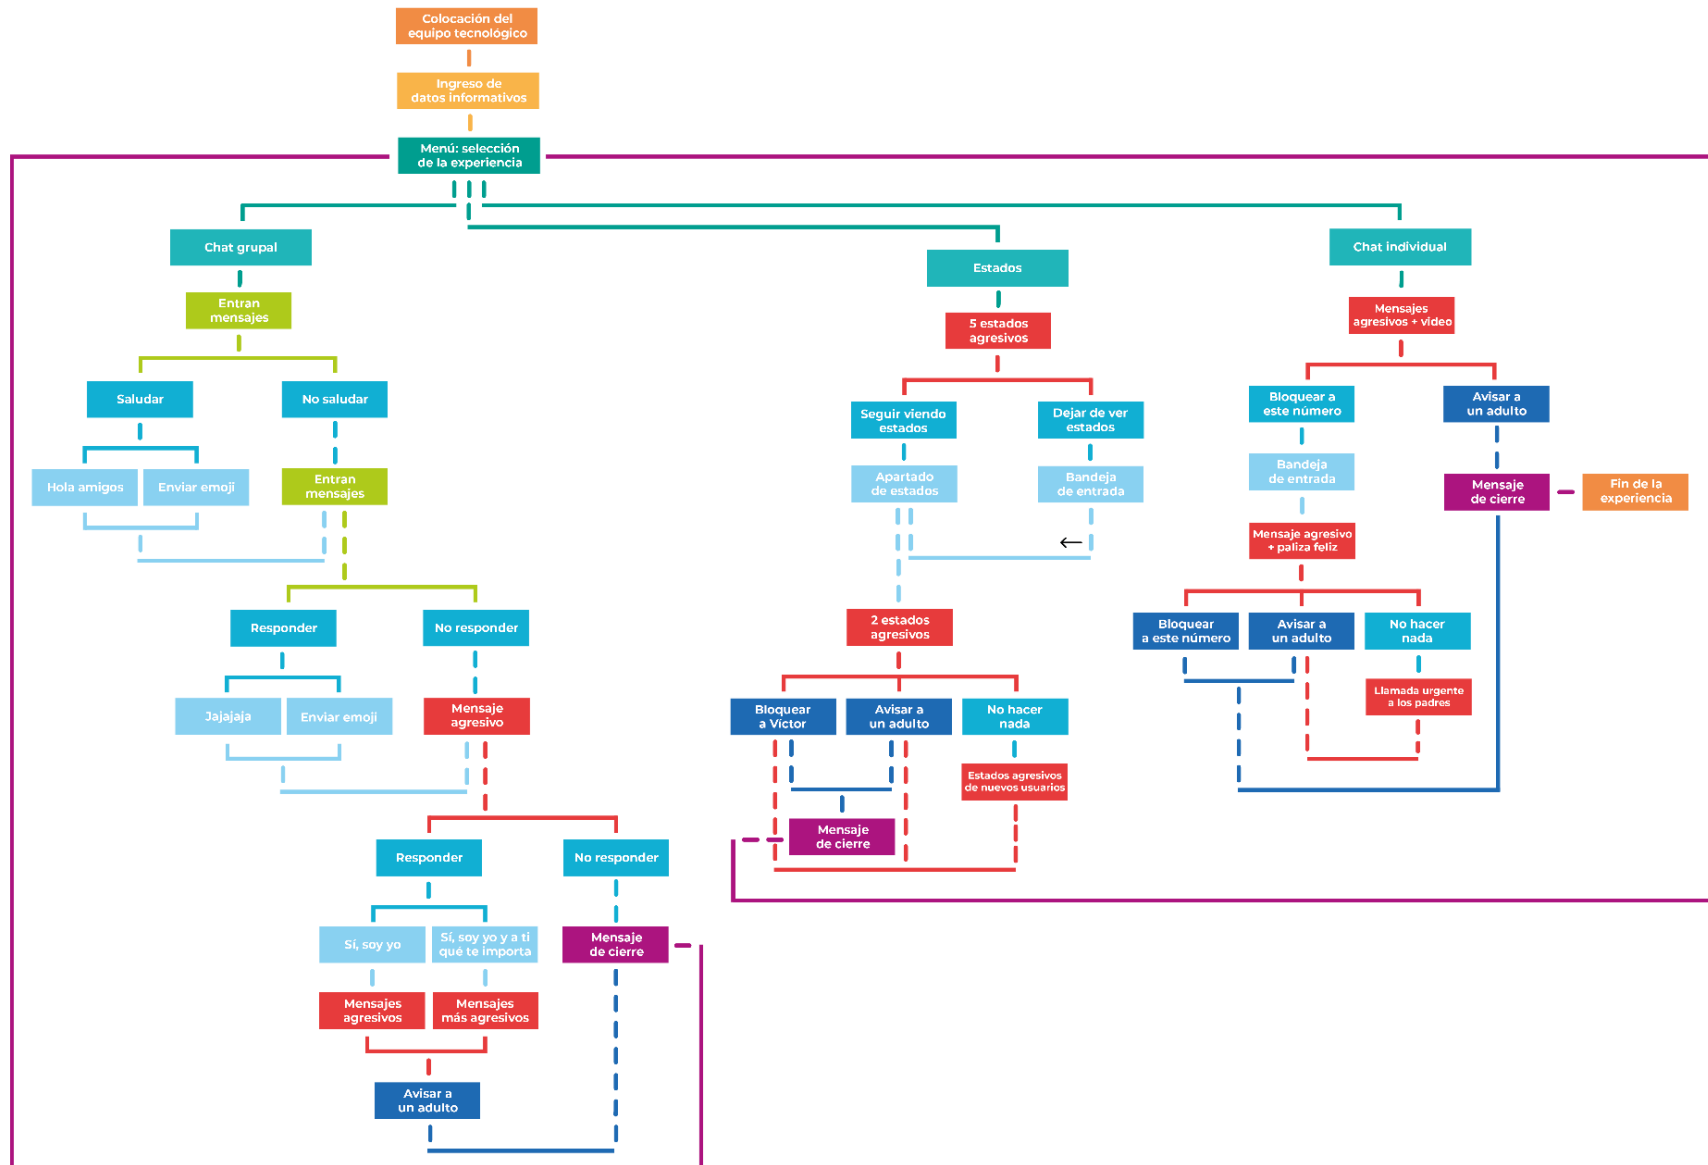 Colocación del
equipo tecnológico
Ingreso de
datos informativos
Menú: selección
de la experiencia
Chat grupal
Entran
mensajes
Saludar
No saludar
Hola amigos
Enviar emoji
Entran
mensajes
Responder
No responder
Jajajaja
Enviar emoji
Mensaje
agresivo
Responder
No responder
Sí, soy yo
Sí, soy yo y a ti
qué te importa
Mensaje
de cierre
Mensajes
agresivos
Mensajes
más agresivos
Avisar a
un adulto
Estados
5 estados
agresivos
Seguir viendo
estados
Dejar de ver
estados
Apartado
de estados
Bandeja
de entrada
2 estados
agresivos
Bloquear
a Víctor
Avisar a
un adulto
No hacer
nada
Estados agresivos
de nuevos usuarios
Mensaje
de cierre
Chat individual
Mensajes
agresivos + video
Bloquear a
este número
Avisar a
un adulto
Bandeja
de entrada
Mensaje
de cierre
Fin de la
experiencia
Mensaje agresivo
+ paliza feliz
Bloquear
a este número
Avisar a
un adulto
No hacer
nada
Llamada urgente
a los padres